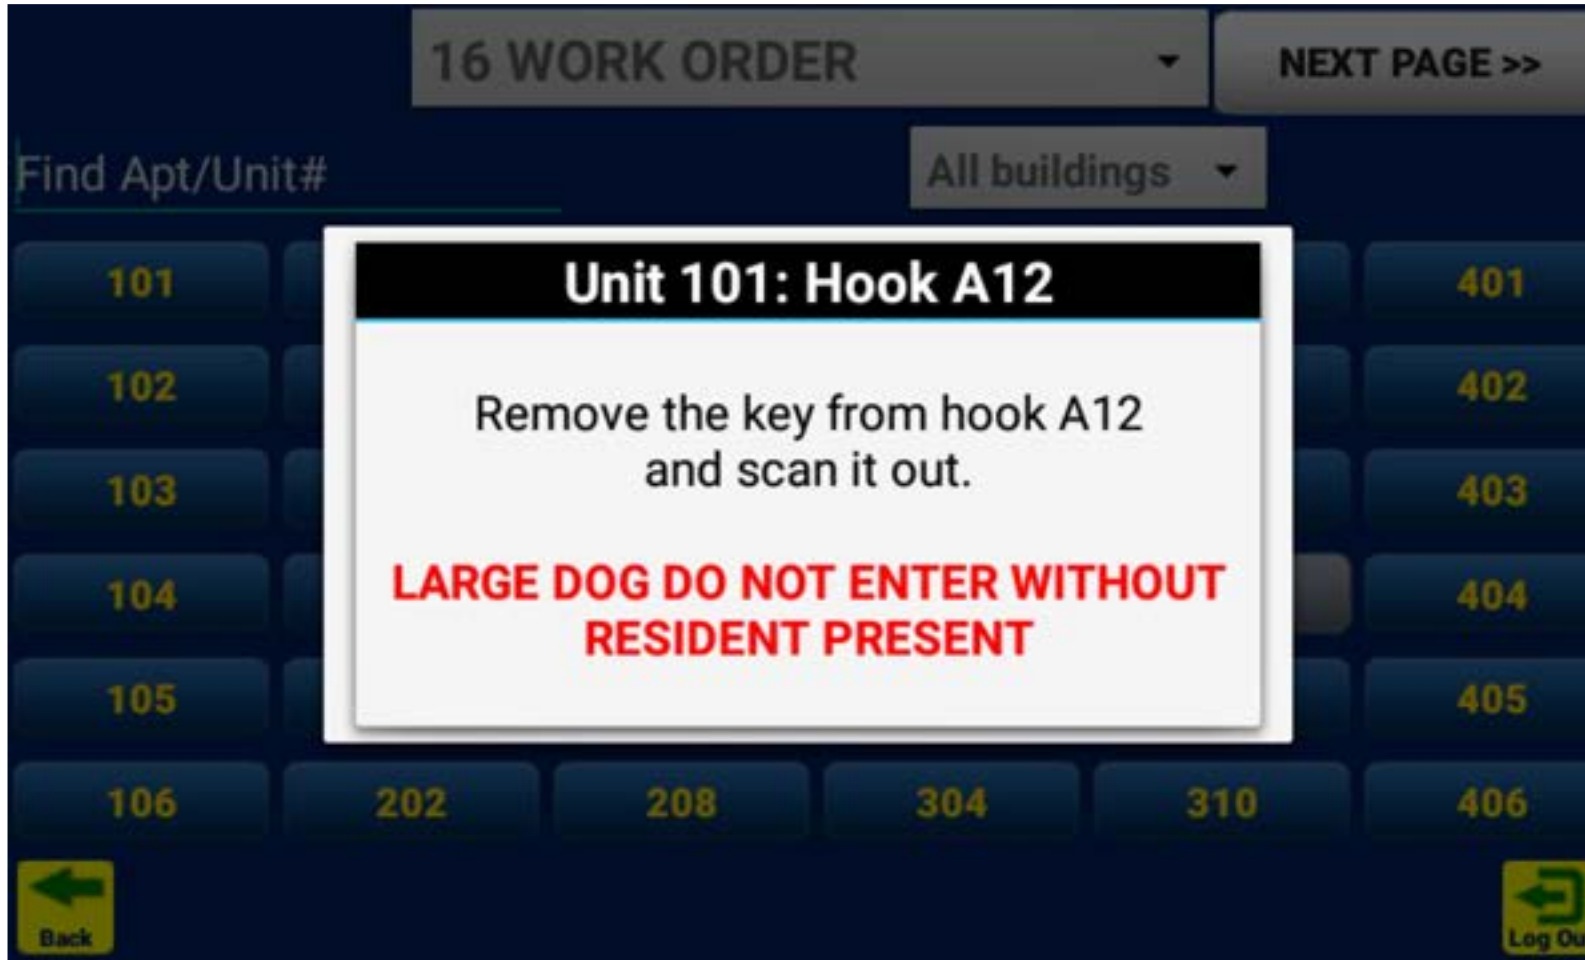 16 WORK ORDER
NEXT PAGE >>
Find Apt/Unit#
All buildings
Unit 101: Hook A12
Remove the key from hook A12
and scan it out.
LARGE DOG DO NOT ENTER WITHOUT
RESIDENT PRESENT
101
401
102
402
103
403
104
404
105
405
106 202 208 304 310 406
Back
Log Ou